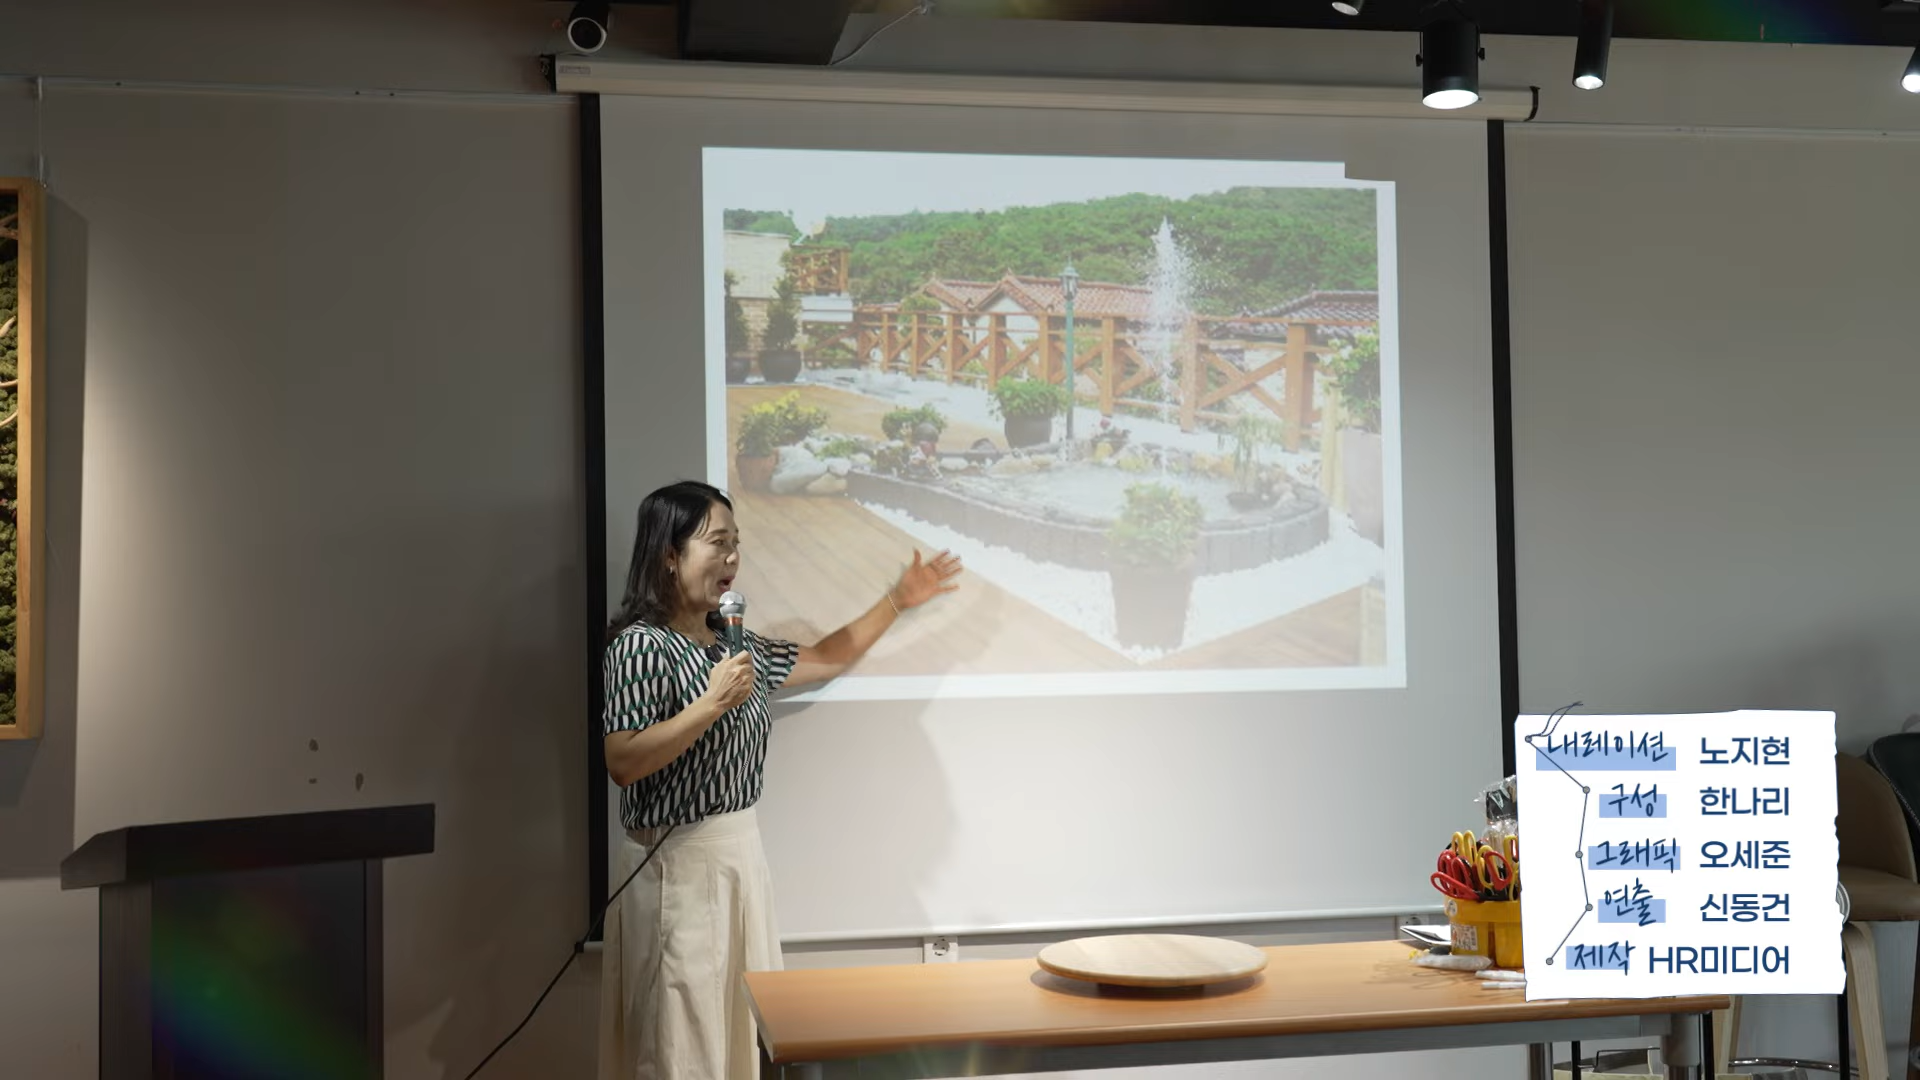 내레이션 노지현
구성 한나리
그래픽 오세준
연출 신동건
제작 HR미디어